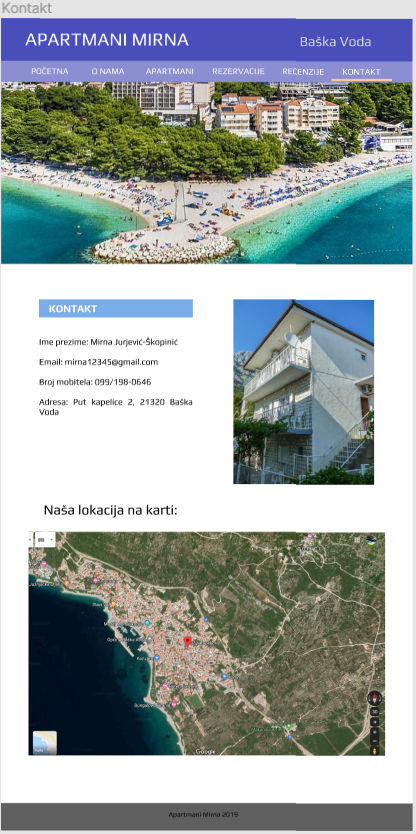 Kontakt
APARTMANI MIRNA
Baška Voda
POČETNA O NAMA APARTMANI REZERVACIJE RECENZIJE KONTAKT
KONTAKT
Ime prezime: Mirna Jurjević-Škopinić
Email: mirna12345@gmail.com
Broj mobitela: 099/198-0646
Adresa: Put kapelice 2, 21320 Baška
Voda
Naša lokacija na karti:
Google
Apartmani Mirna 2019